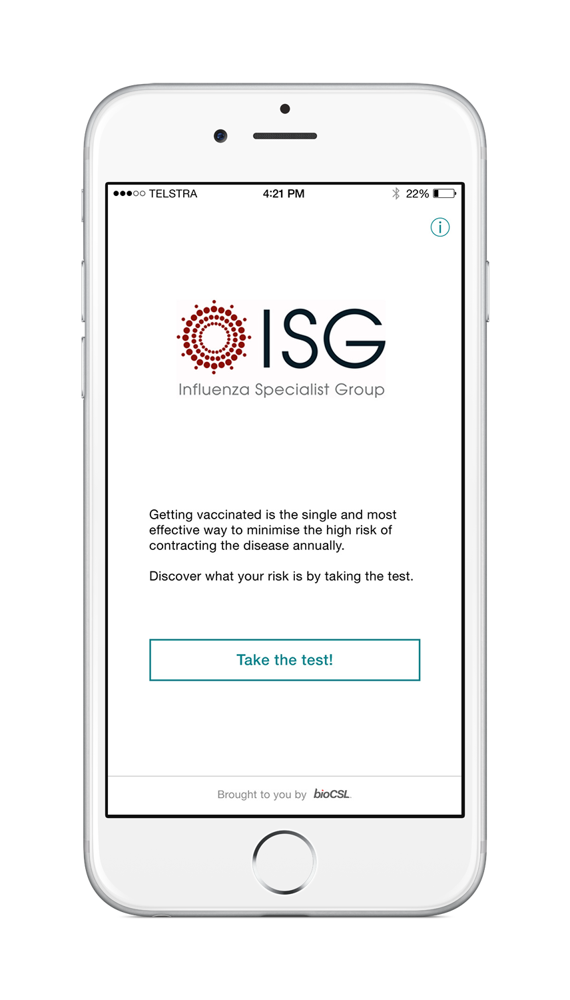 TELSTRA 4:21 PM 22%
ISG
Influenza Specialist Group
Getting vaccinated is the single and most
effective way to minimise the high risk of
contracting the disease annually.
Discover what your risk is by taking the test.
Take the test!
Brought to you by bioCSL.